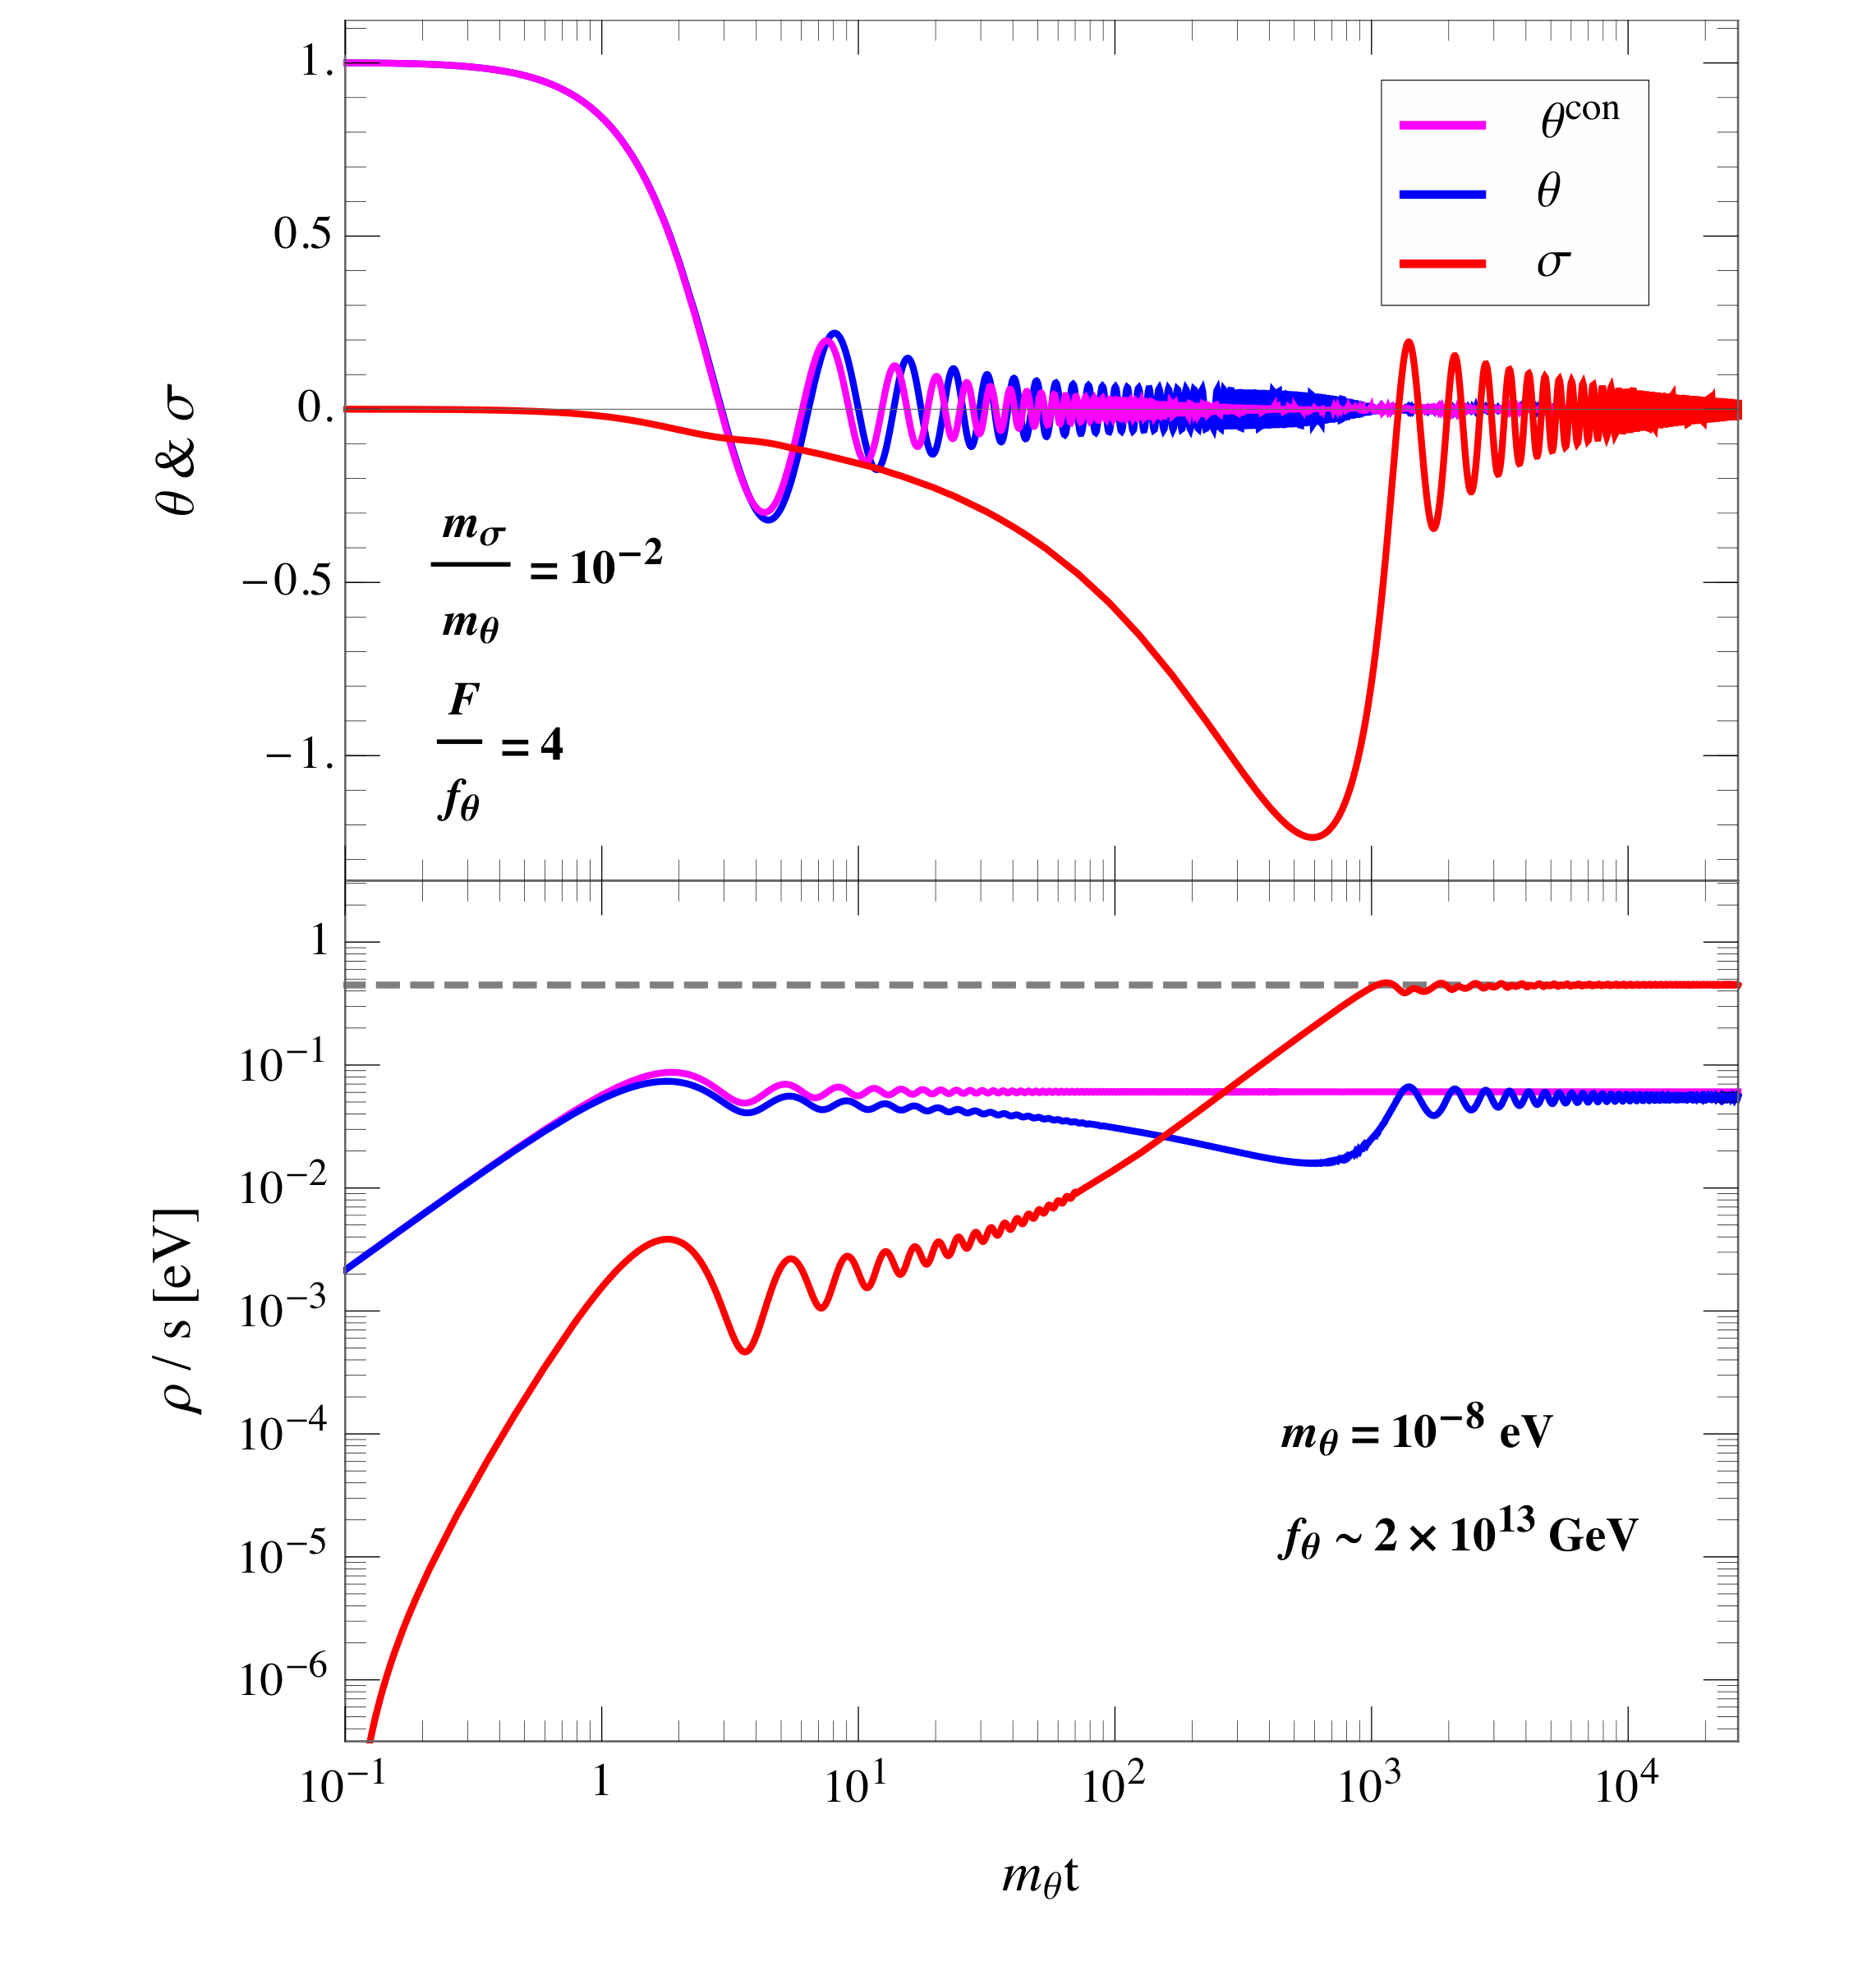 θ & σ
1.
0.5
0.
−0.5
−1.
θ^con
θ
σ
m_σ / m_θ = 10^−2
F / f_θ = 4
ρ / s [eV]
1
10^−1
10^−2
10^−3
10^−4
10^−5
10^−6
m_θ = 10^−8 eV
f_θ ~ 2 × 10^13 GeV
10^−1 1 10^1 10^2 10^3 10^4
m_θt